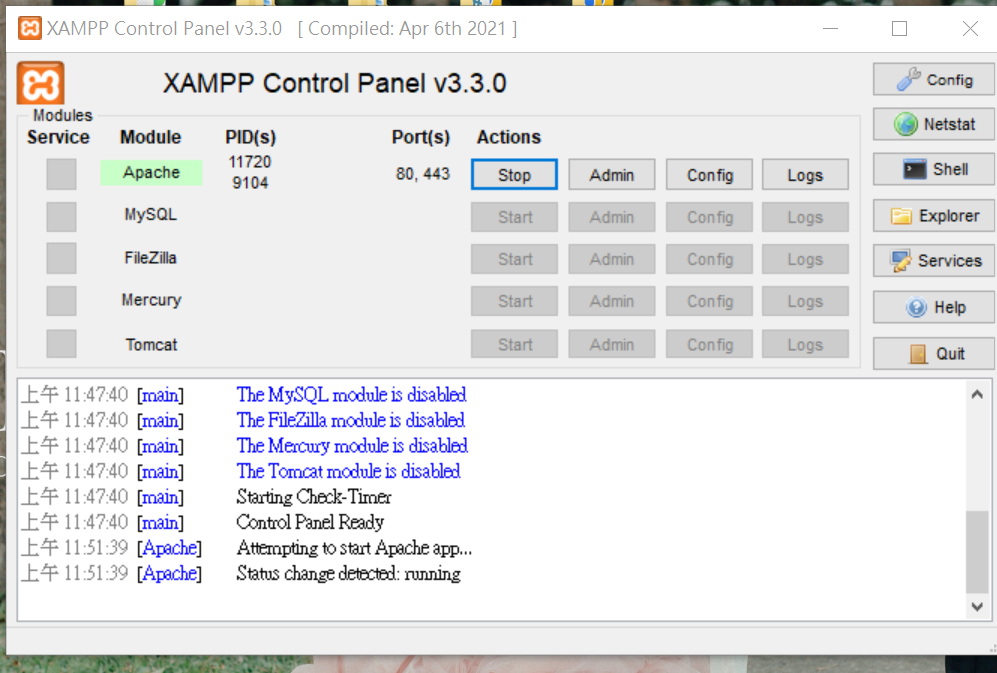 XAMPP Control Panel v3.3.0 [ Compiled: Apr 6th 2021 ]
XAMPP Control Panel v3.3.0
Config
Modules
Service Module PID(s) Port(s) Actions
Netstat
Apache 11720 9104 80, 443 Stop Admin Config Logs
Shell
MySQL Start Admin Config Logs
Explorer
FileZilla Start Admin Config Logs
Services
Mercury Start Admin Config Logs
Help
Tomcat Start Admin Config Logs
Quit
上午 11:47:40 [main] The MySQL module is disabled
上午 11:47:40 [main] The FileZilla module is disabled
上午 11:47:40 [main] The Mercury module is disabled
上午 11:47:40 [main] The Tomcat module is disabled
上午 11:47:40 [main] Starting Check-Timer
上午 11:47:40 [main] Control Panel Ready
上午 11:51:39 [Apache] Attempting to start Apache app...
上午 11:51:39 [Apache] Status change detected: running